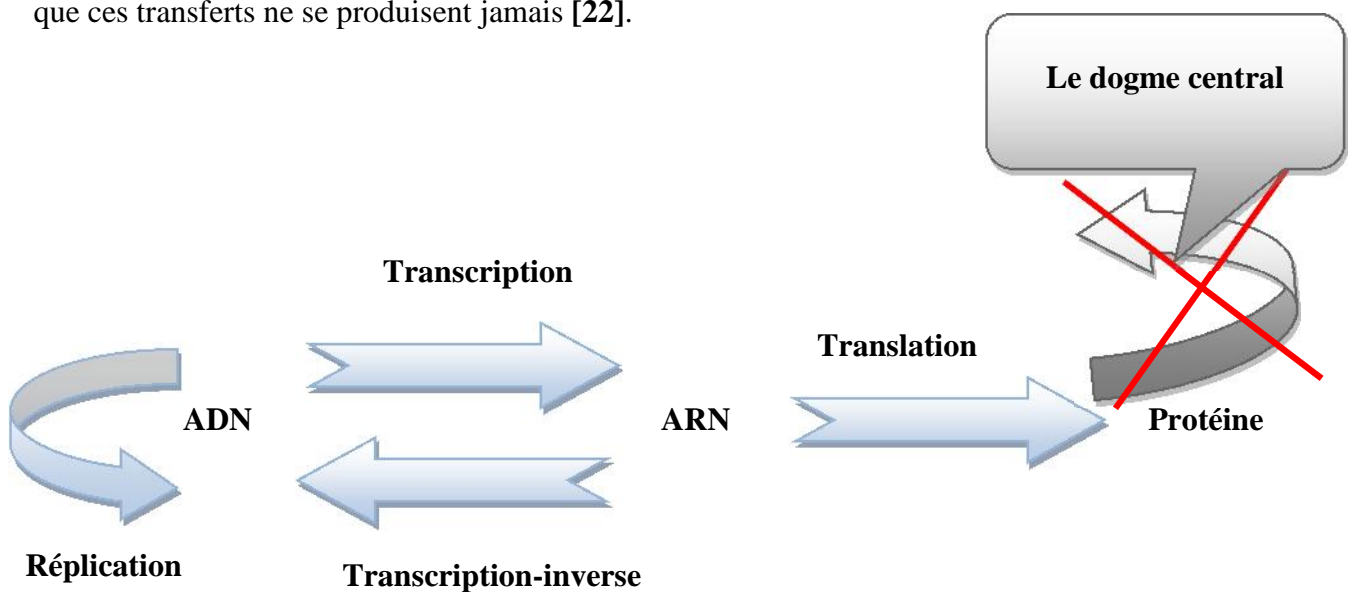 que ces transferts ne se produisent jamais [22].
Le dogme central
Transcription
Translation
ADN
ARN
Protéine
Réplication
Transcription-inverse